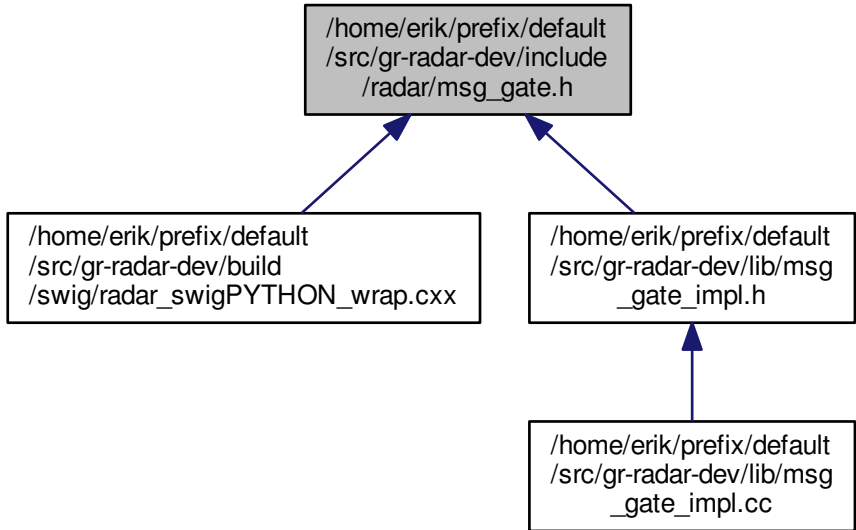 /home/erik/prefix/default
/src/gr-radar-dev/include
/radar/msg_gate.h
/home/erik/prefix/default
/src/gr-radar-dev/build
/swig/radar_swigPYTHON_wrap.cxx
/home/erik/prefix/default
/src/gr-radar-dev/lib/msg
_gate_impl.h
/home/erik/prefix/default
/src/gr-radar-dev/lib/msg
_gate_impl.cc